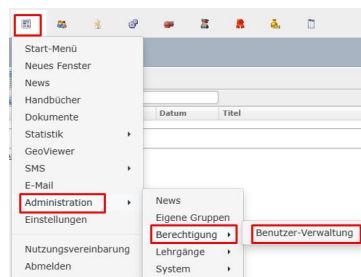 Start-Menü
Neues Fenster
News
Handbücher
Dokumente
Datum Titel
Statistik
GeoViewer
SMS
E-Mail
Administration
Einstellungen
Nutzungsvereinbarung
Abmelden
News
Eigene Gruppen
Berechtigung
Lehrgänge
System
Benutzer-Verwaltung